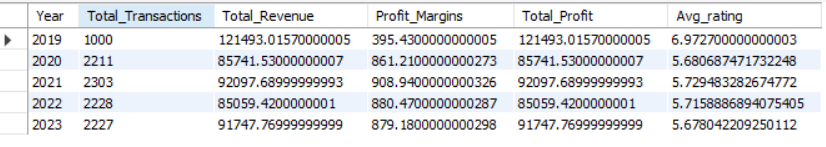 Year Total_Transactions Total_Revenue Profit_Margins Total_Profit Avg_rating
2019 1000 121493.01570000005 395.4300000000005 121493.01570000005 6.972700000000003
2020 2211 85741.53000000007 861.2100000000273 85741.53000000007 5.680687471732248
2021 2303 92097.68999999993 908.9400000000326 92097.68999999993 5.729483282674772
2022 2228 85059.4200000001 880.4700000000287 85059.4200000001 5.7158886894075405
2023 2227 91747.76999999999 879.1800000000298 91747.76999999999 5.678042209250112